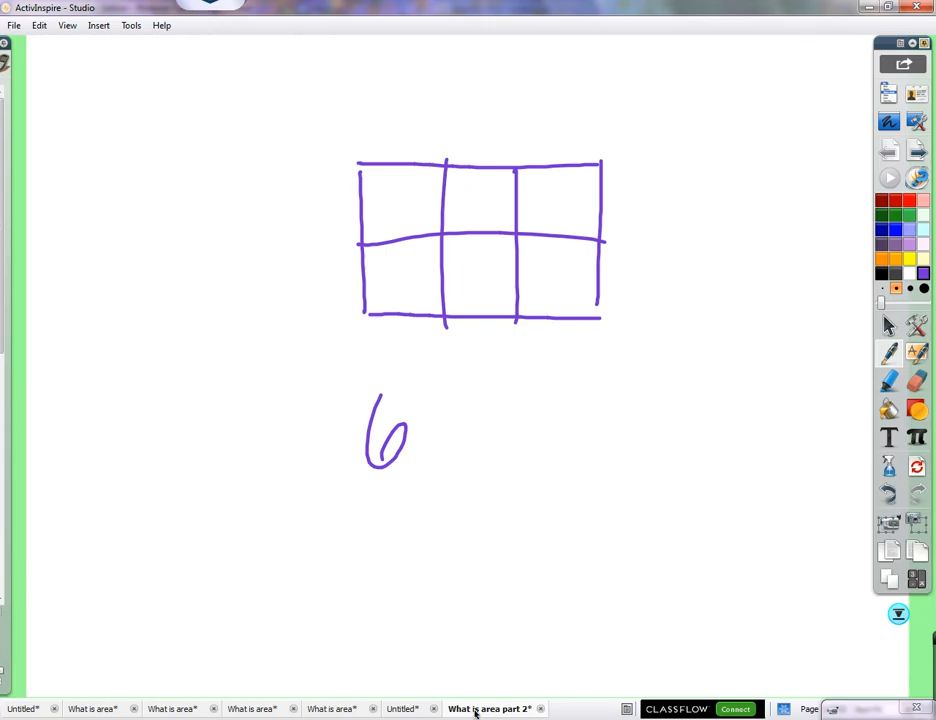 ActivInspire - Studio
File Edit View Insert Tools Help
6
Untitled* What is area* What is area* What is area* What is area* Untitled* What is area part 2* CLASSFLOW Connect Page